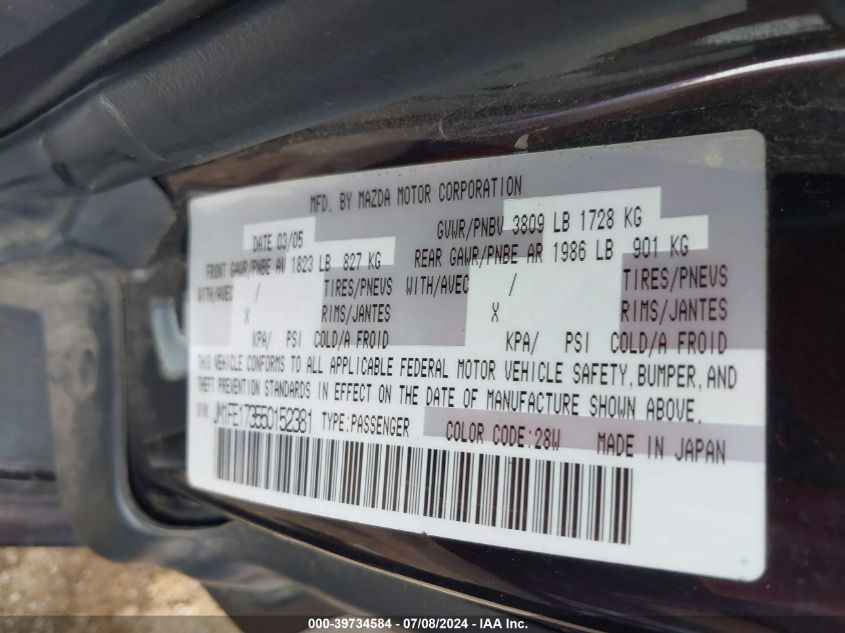 MFD. BY MAZDA MOTOR CORPORATION
DATE 03/05 GVWR/PNBV 3809 LB 1728 KG
FRONT GAWR/PNBE AV 1823 LB 827 KG REAR GAWR/PNBE AR 1986 LB 901 KG
WITH/AVEC / TIRES/PNEUS WITH/AVEC / TIRES/PNEVS
X RIMS/JANTES X RIMS/JANTES
KPA/ PSI COLD/A FROID KPA/ PSI COLD/A FROID
THIS VEHICLE CONFORMS TO ALL APPLICABLE FEDERAL MOTOR VEHICLE SAFETY, BUMPER, AND
THEFT PREVENTION STANDARDS IN EFFECT ON THE DATE OF MANUFACTURE SHOWN ABOVE.
VIN: JM1FE173550152381 TYPE:PASSENGER COLOR CODE:28W MADE IN JAPAN
000-39734584 - 07/08/2024 - IAA Inc.